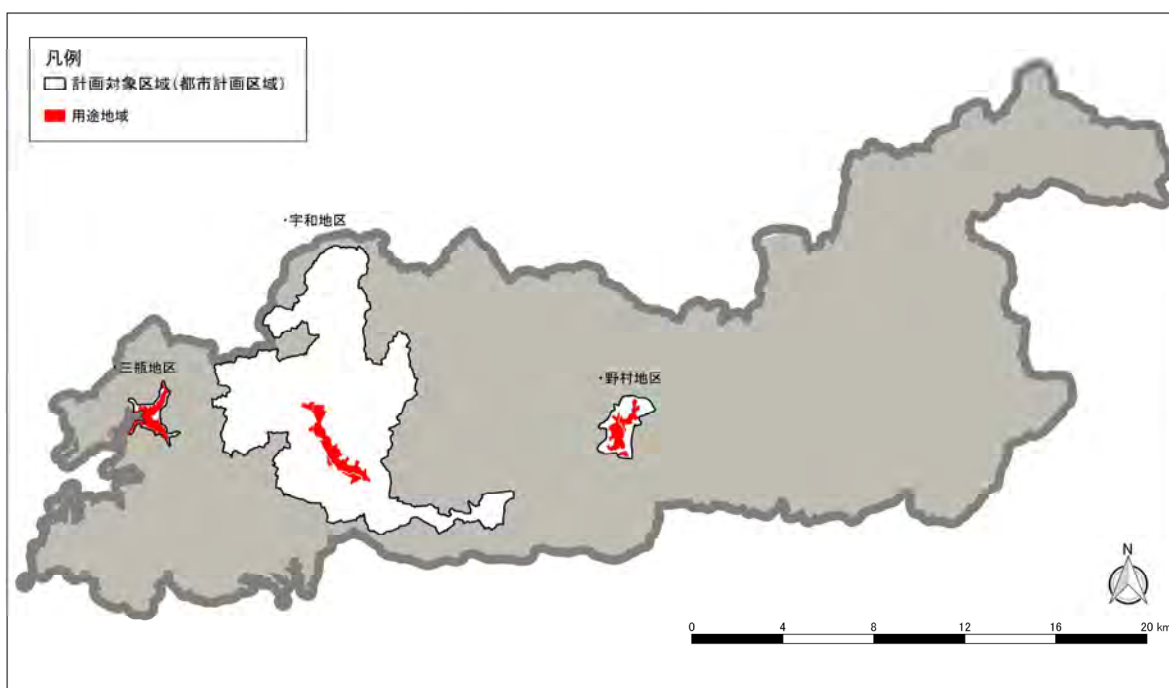 凡例
計画対象区域(都市計画区域)
用途地域
・宇和地区
・三瓶地区
・野村地区
N
0 4 8 12 16 20 km